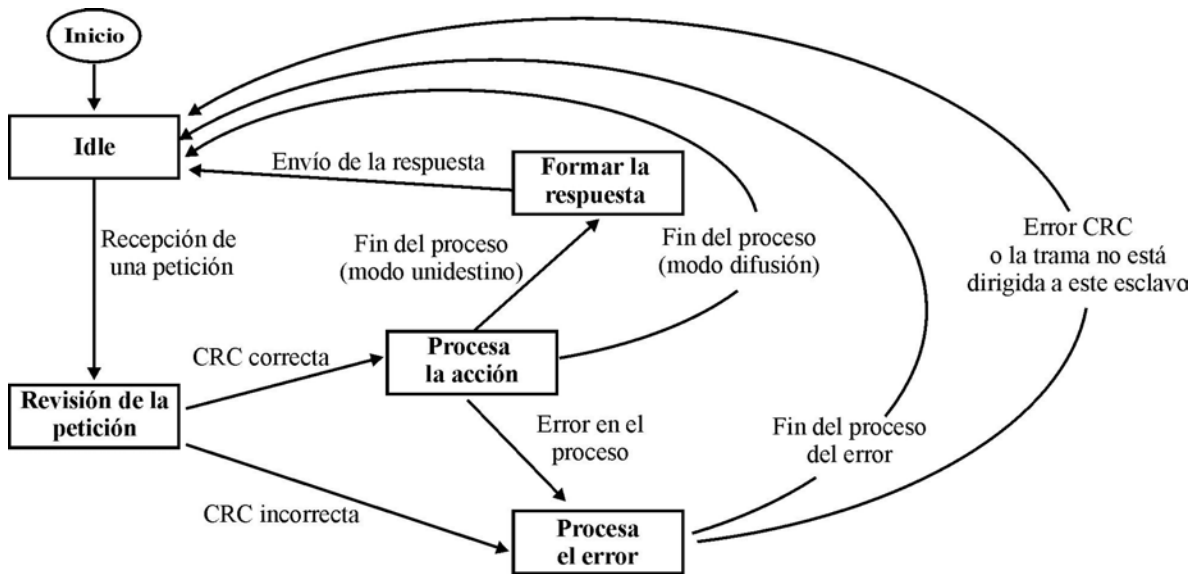 Inicio
Idle
Envío de la respuesta
Formar la
respuesta
Recepción de
una petición
Fin del proceso
(modo unidestino)
Fin del proceso
(modo difusión)
Error CRC
o la trama no está
dirigida a este esclavo
CRC correcta
Procesa
la acción
Revisión de la
petición
Error en el
proceso
Fin del proceso
del error
CRC incorrecta
Procesa
el error